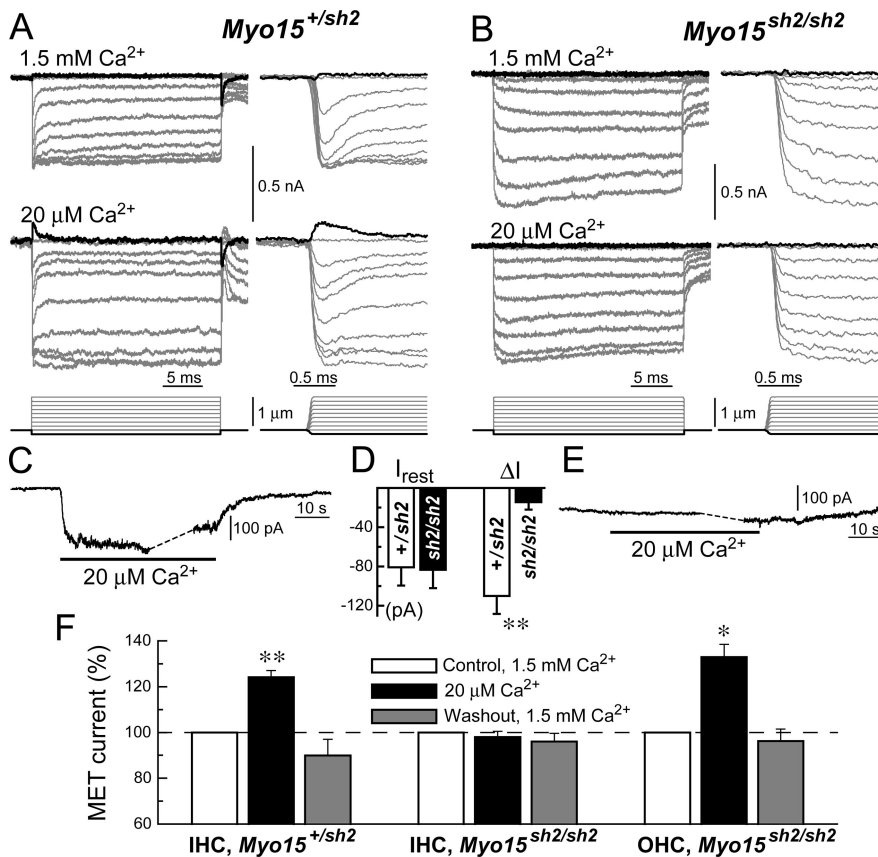 A
Myo15+/sh2
1.5 mM Ca2+
0.5 nA
20 μM Ca2+
5 ms
0.5 ms
1 μm
B
Myo15sh2/sh2
1.5 mM Ca2+
0.5 nA
20 μM Ca2+
5 ms
0.5 ms
1 μm
C
100 pA
10 s
20 μM Ca2+
D
Irest
ΔI
-40
-80
-120
(pA)
+/sh2
sh2/sh2
+/sh2
sh2/sh2
**
E
100 pA
10 s
20 μM Ca2+
F
MET current (%)
140
120
100
80
60
**
*
Control, 1.5 mM Ca2+
20 μM Ca2+
Washout, 1.5 mM Ca2+
IHC, Myo15+/sh2
IHC, Myo15sh2/sh2
OHC, Myo15sh2/sh2